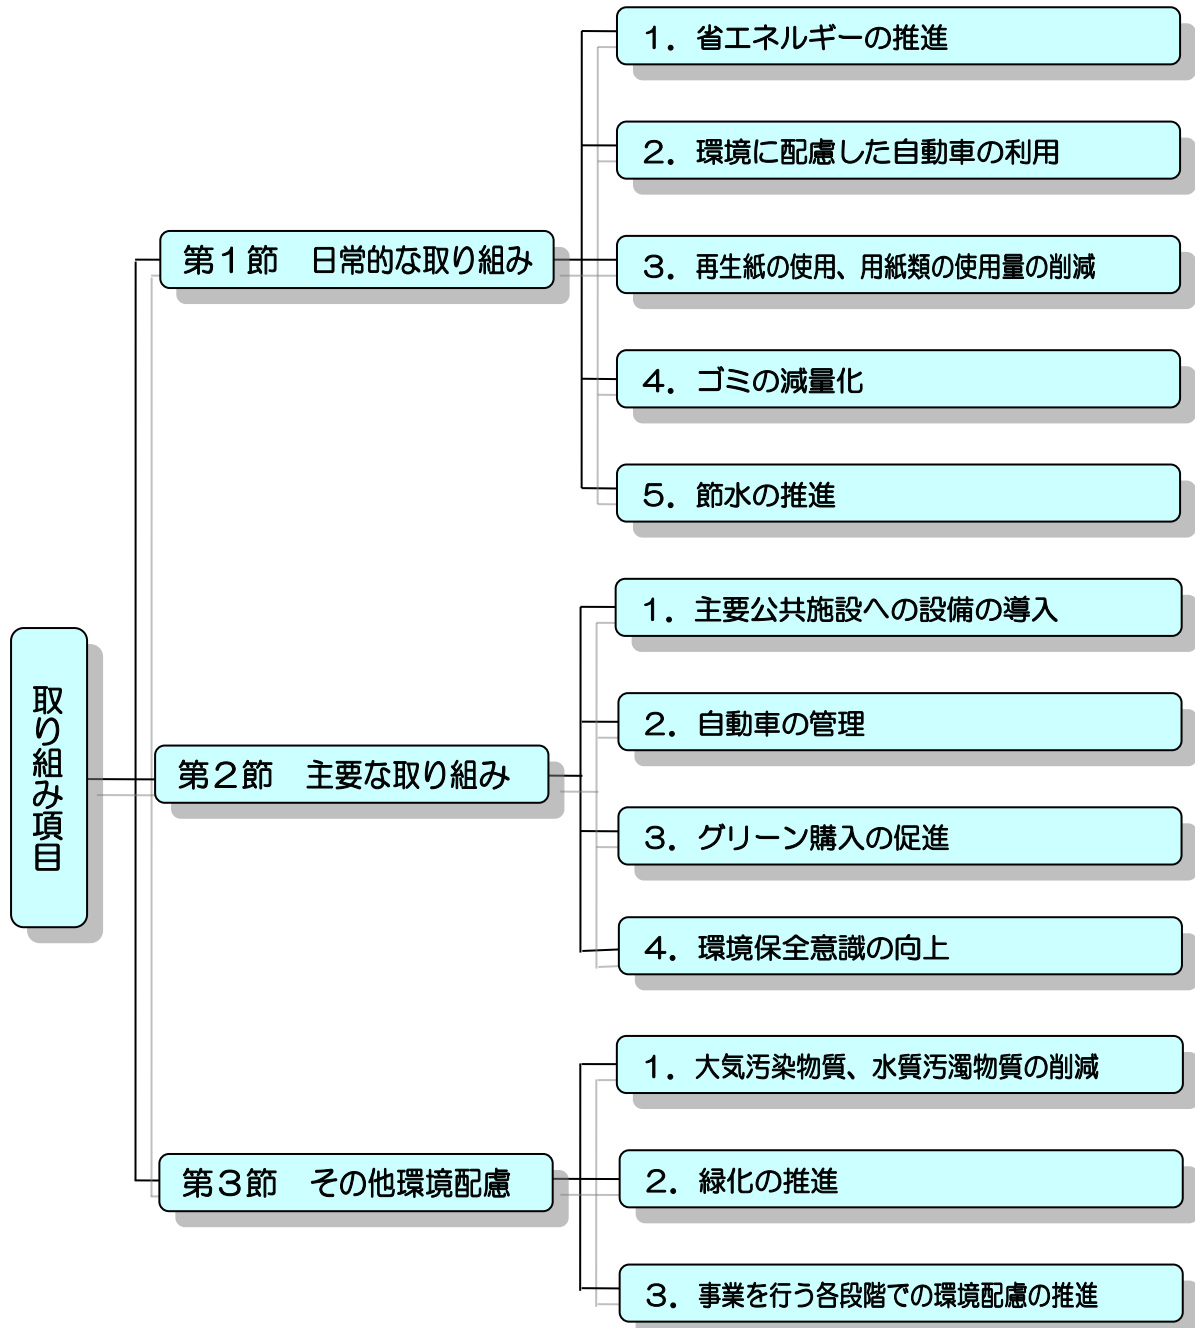 取り組み項目
第１節　日常的な取り組み
１．省エネルギーの推進
２．環境に配慮した自動車の利用
３．再生紙の使用、用紙類の使用量の削減
４．ゴミの減量化
５．節水の推進
第２節　主要な取り組み
１．主要公共施設への設備の導入
２．自動車の管理
３．グリーン購入の促進
４．環境保全意識の向上
第３節　その他環境配慮
１．大気汚染物質、水質汚濁物質の削減
２．緑化の推進
３．事業を行う各段階での環境配慮の推進